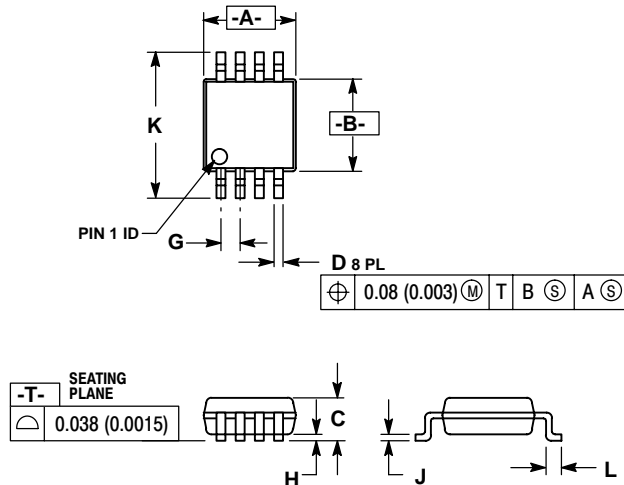 -A-
K
-B-
PIN 1 ID
G
D 8 PL
⌖ 0.08 (0.003) Ⓜ T B Ⓢ A Ⓢ
-T- SEATING
PLANE
⌓ 0.038 (0.0015)
C
H
J
L